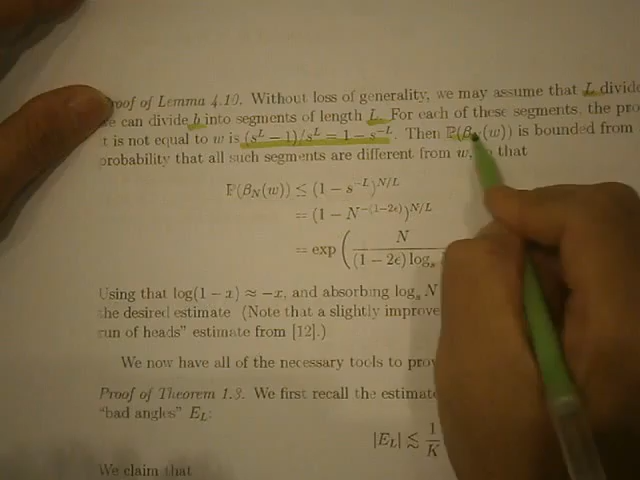 Proof of Lemma 4.10. Without loss of generality, we may assume that L divide
we can divide b into segments of length L. For each of these segments, the pro
t is not equal to w is (s^L − 1)/s^L = 1 − s^{−L}. Then ℙ(β_N(w)) is bounded from
probability that all such segments are different from w, so that
ℙ(β_N(w)) ≤ (1 − s^{−L})^{N/L}
= (1 − N^{−(1−2ϵ)})^{N/L}
= exp ( N / (1 − 2ϵ) log_s
Using that log(1 − x) ≈ −x, and absorbing log_s N
the desired estimate (Note that a slightly improve
run of heads" estimate from [12].)
We now have all of the necessary tools to prov
Proof of Theorem 1.3. We first recall the estimate
"bad angles" E_L:
|E_L| ≲ 1/K
We claim that